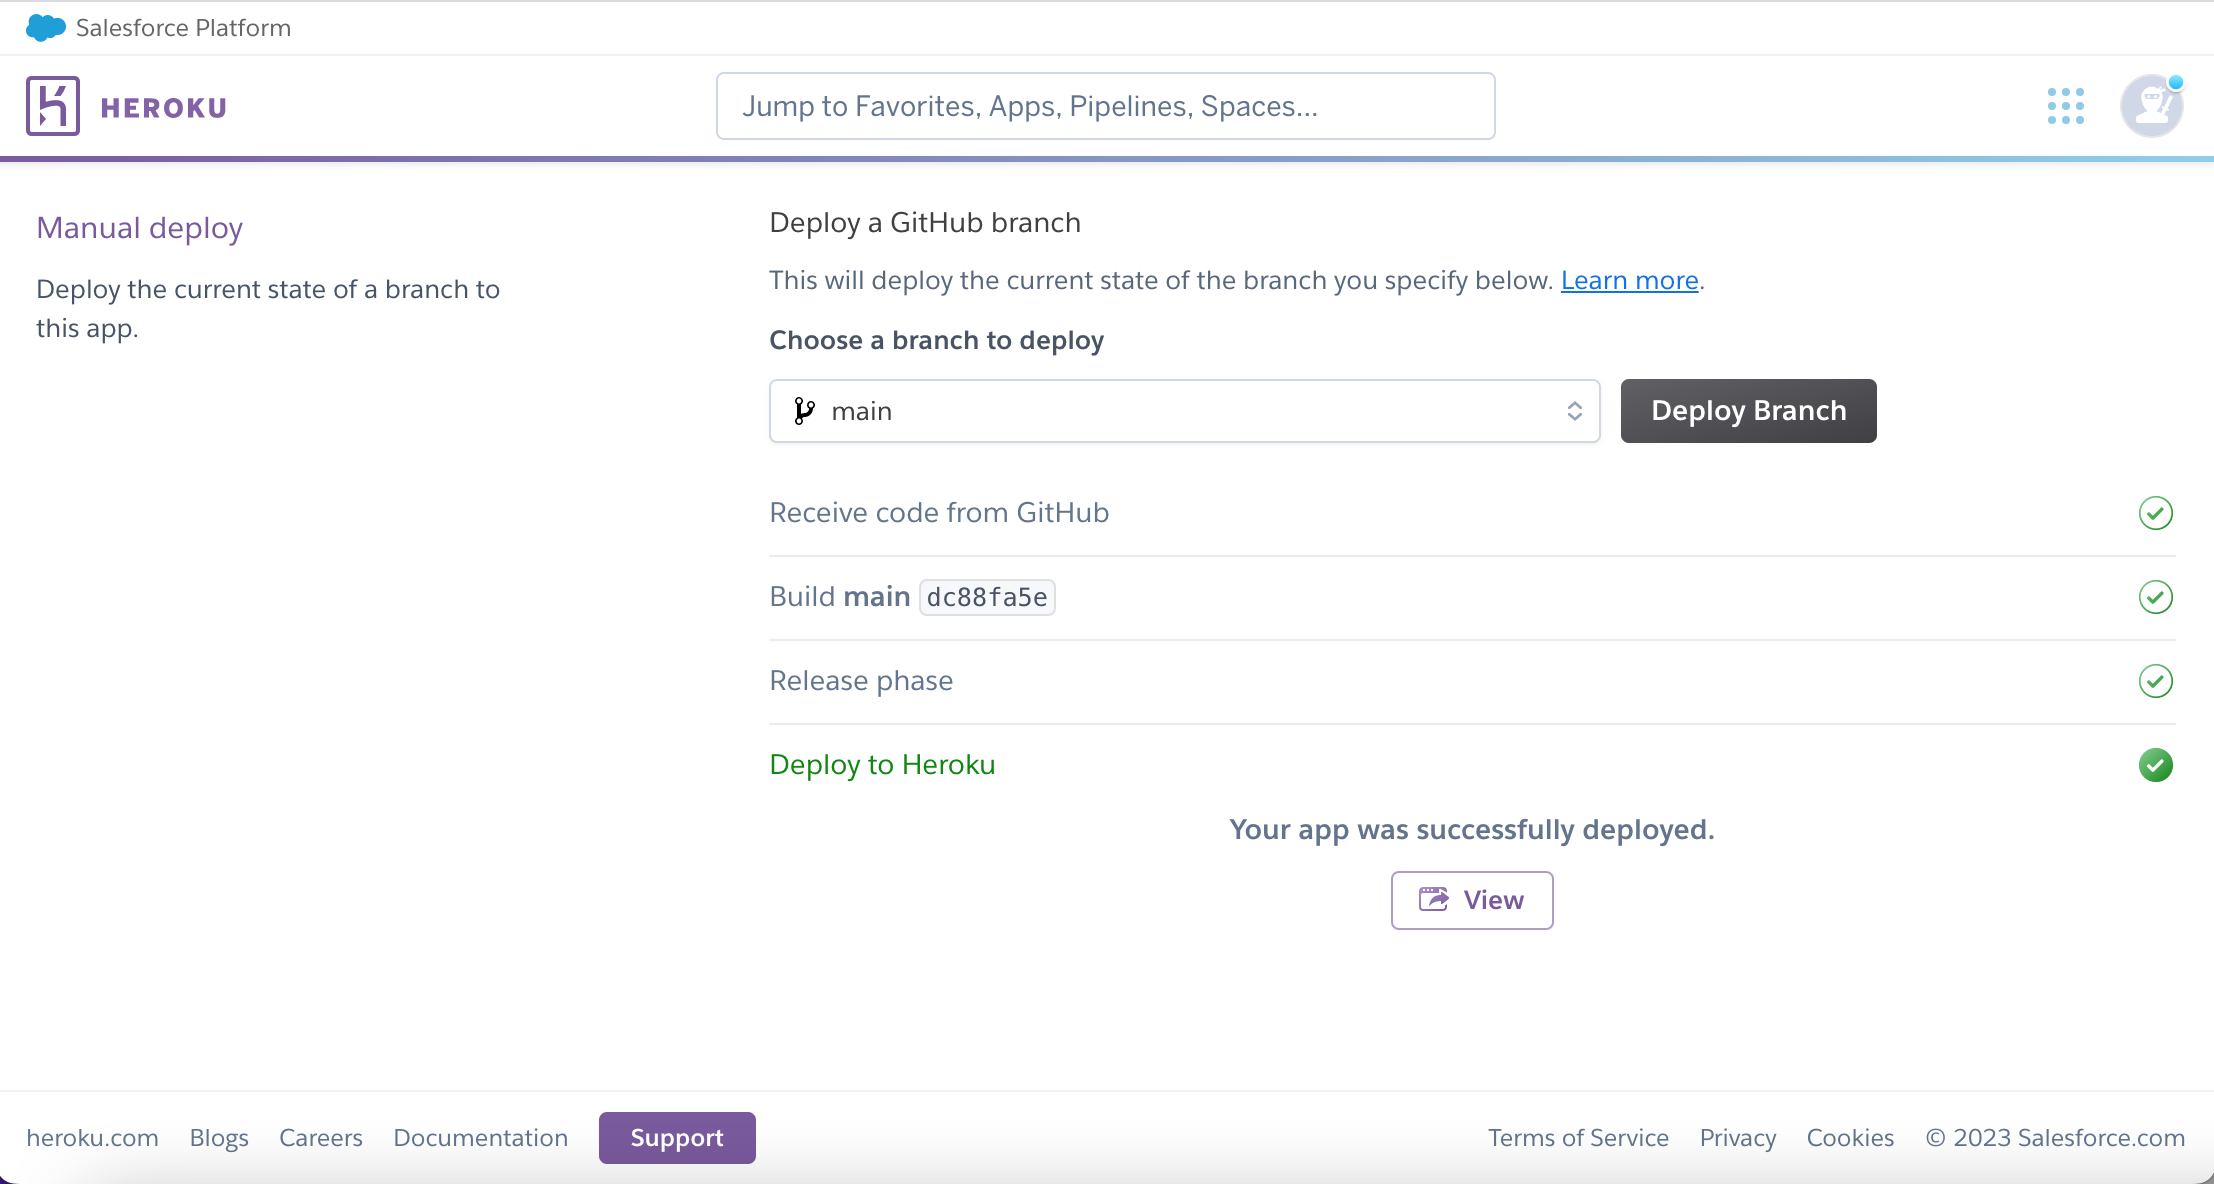 Salesforce Platform
HEROKU
Jump to Favorites, Apps, Pipelines, Spaces...
Manual deploy
Deploy the current state of a branch to
this app.
Deploy a GitHub branch
This will deploy the current state of the branch you specify below. Learn more.
Choose a branch to deploy
main
Deploy Branch
Receive code from GitHub
Build main dc88fa5e
Release phase
Deploy to Heroku
Your app was successfully deployed.
View
heroku.com Blogs Careers Documentation Support Terms of Service Privacy Cookies © 2023 Salesforce.com